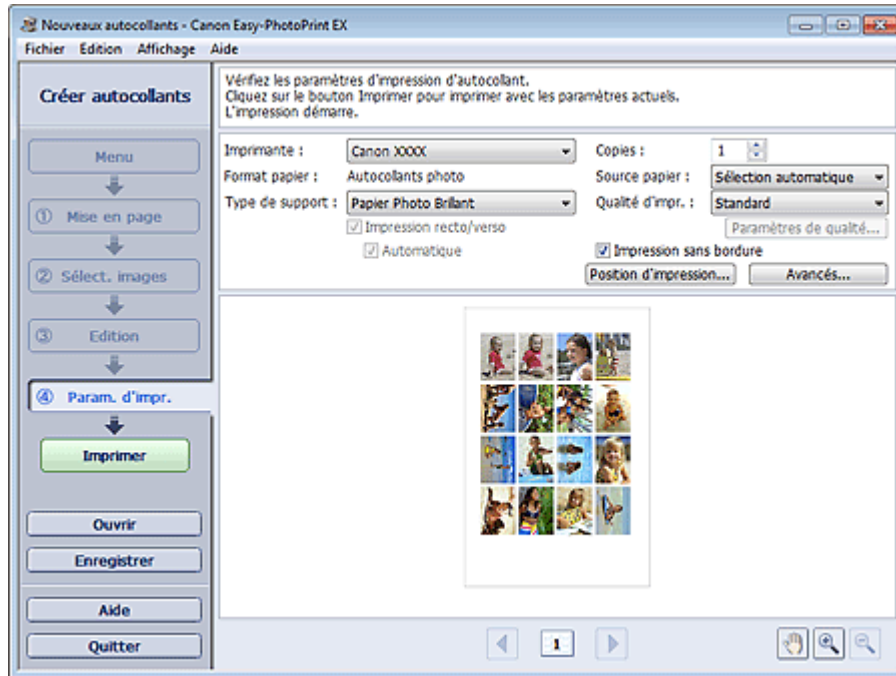 Nouveaux autocollants - Canon Easy-PhotoPrint EX
Fichier Edition Affichage Aide
Créer autocollants
Vérifiez les paramètres d'impression d'autocollant.
Cliquez sur le bouton Imprimer pour imprimer avec les paramètres actuels.
L'impression démarre.
Menu
① Mise en page
② Sélect. images
③ Edition
④ Param. d'impr.
Imprimer
Ouvrir
Enregistrer
Aide
Quitter
Imprimante : Canon XXXX
Copies : 1
Format papier : Autocollants photo
Source papier : Sélection automatique
Type de support : Papier Photo Brillant
Qualité d'impr. : Standard
Impression recto/verso
Paramètres de qualité...
Automatique
Impression sans bordure
Position d'impression... Avancés...
1